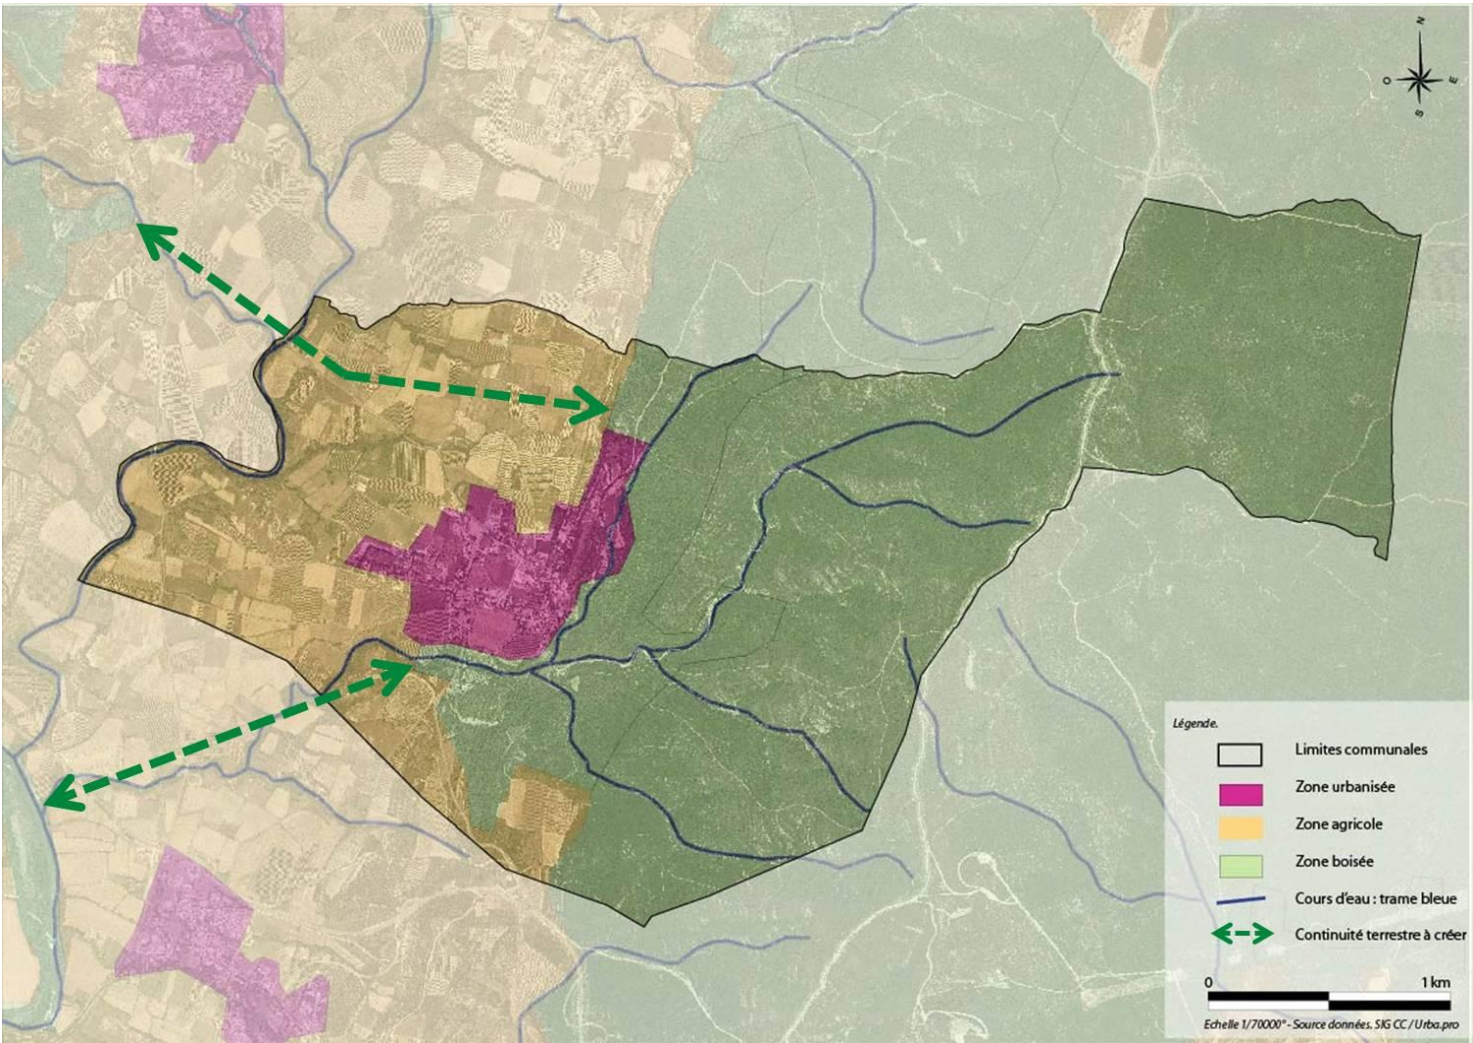 N
O
E
S
Légende.
Limites communales
Zone urbanisée
Zone agricole
Zone boisée
Cours d'eau : trame bleue
Continuité terrestre à créer
0 1 km
Echelle 1/70000° - Source données. SIG CC / Urba.pro